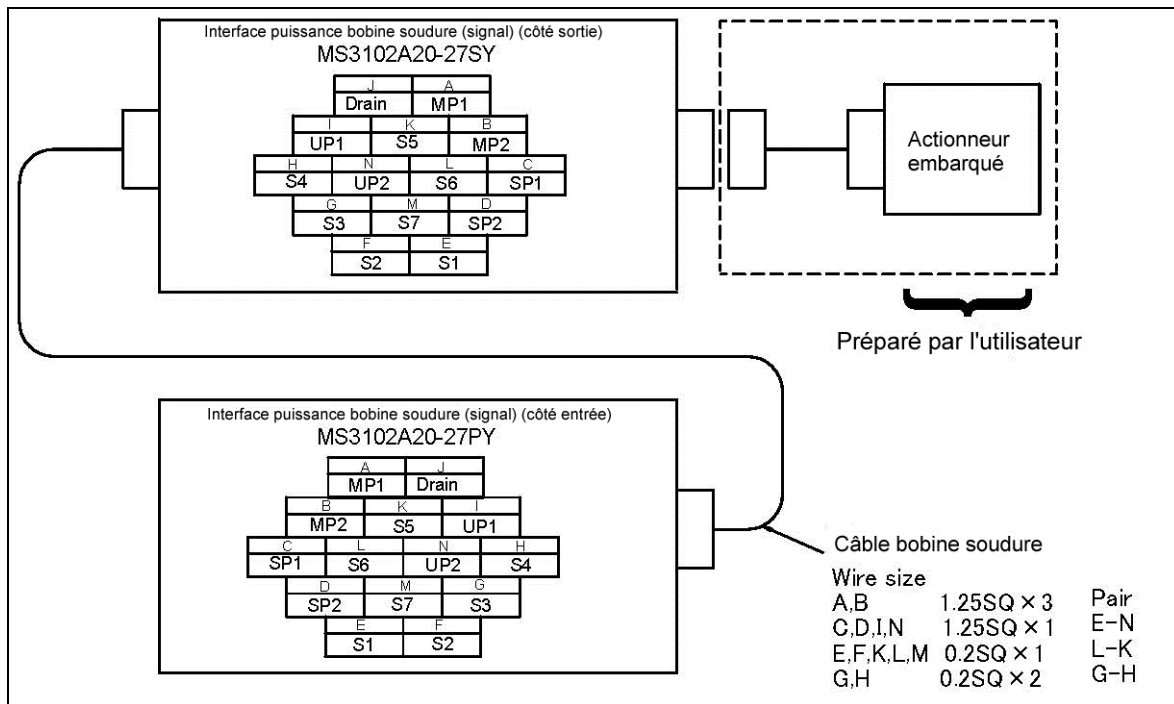 Interface puissance bobine soudure (signal) (côté sortie)
MS3102A20-27SY
J A
Drain MP1
I K B
UP1 S5 MP2
H N L C
S4 UP2 S6 SP1
G M D
S3 S7 SP2
F E
S2 S1
Actionneur
embarqué
Préparé par l'utilisateur
Interface puissance bobine soudure (signal) (côté entrée)
MS3102A20-27PY
A J
MP1 Drain
B K I
MP2 S5 UP1
C L N H
SP1 S6 UP2 S4
D M G
SP2 S7 S3
E F
S1 S2
Câble bobine soudure
Wire size
A,B 1.25SQ×3 Pair
C,D,I,N 1.25SQ×1 E-N
E,F,K,L,M 0.2SQ×1 L-K
G,H 0.2SQ×2 G-H